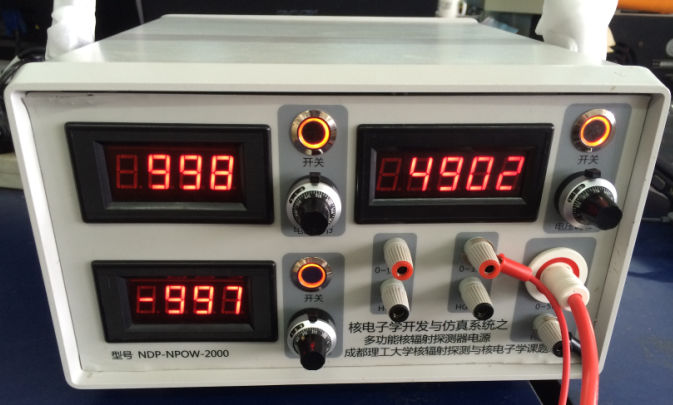 998
开关
4902
开关
-997
开关
型号 NDP-NPOW-2000
核电子学开发与仿真系统之
多功能核辐射探测器电源
成都理工大学核辐射探测与核电子学课题